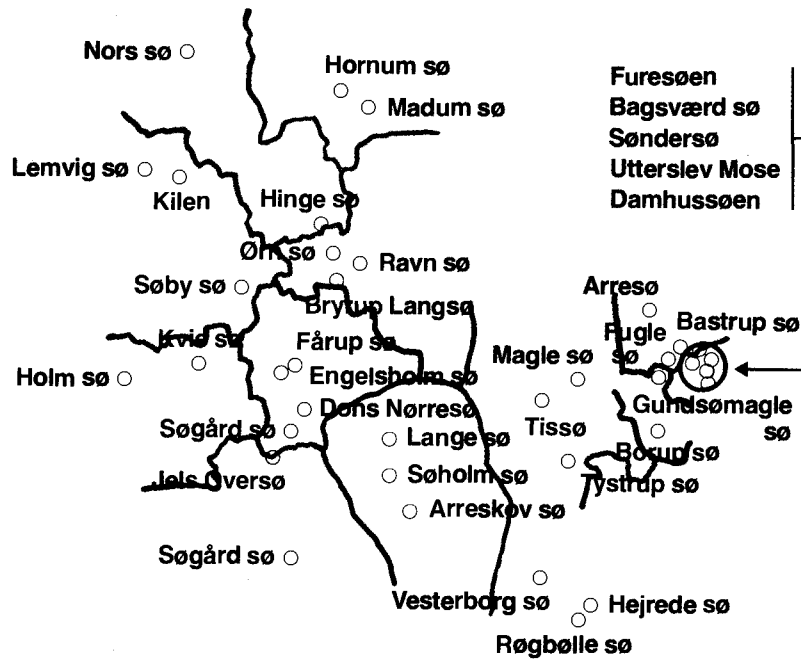 Nors sø
Hornum sø
Madum sø
Furesøen
Bagsværd sø
Søndersø
Utterslev Mose
Damhussøen
Lemvig sø
Kilen
Hinge sø
Ørn sø
Ravn sø
Søby sø
Bryrup Langsø
Arresø
Fugle sø
Bastrup sø
Kvie sø
Fårup sø
Magle sø
Holm sø
Engelsholm sø
Dons Nørresø
Gundsømagle sø
Søgård sø
Lange sø
Tissø
Borup sø
Jels Oversø
Søholm sø
Tystrup sø
Arreskov sø
Søgård sø
Vesterborg sø
Hejrede sø
Røgbølle sø